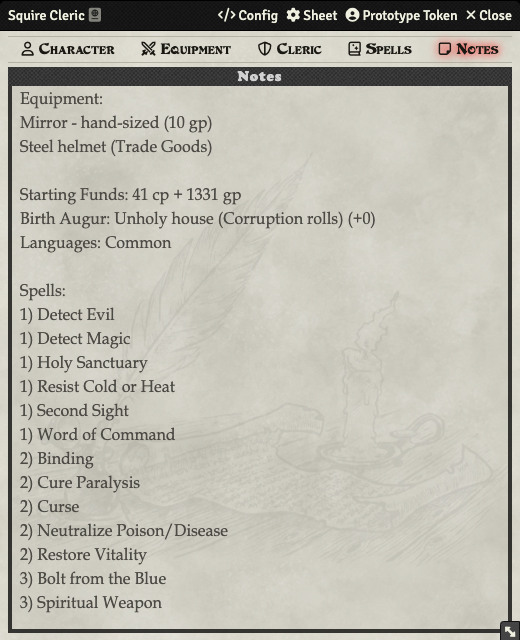 Squire Cleric
Config
Sheet
Prototype Token
Close
Character
Equipment
Cleric
Spells
Notes
Notes
Equipment:
Mirror - hand-sized (10 gp)
Steel helmet (Trade Goods)
Starting Funds: 41 cp + 1331 gp
Birth Augur: Unholy house (Corruption rolls) (+0)
Languages: Common
Spells:
1) Detect Evil
1) Detect Magic
1) Holy Sanctuary
1) Resist Cold or Heat
1) Second Sight
1) Word of Command
2) Binding
2) Cure Paralysis
2) Curse
2) Neutralize Poison/Disease
2) Restore Vitality
3) Bolt from the Blue
3) Spiritual Weapon